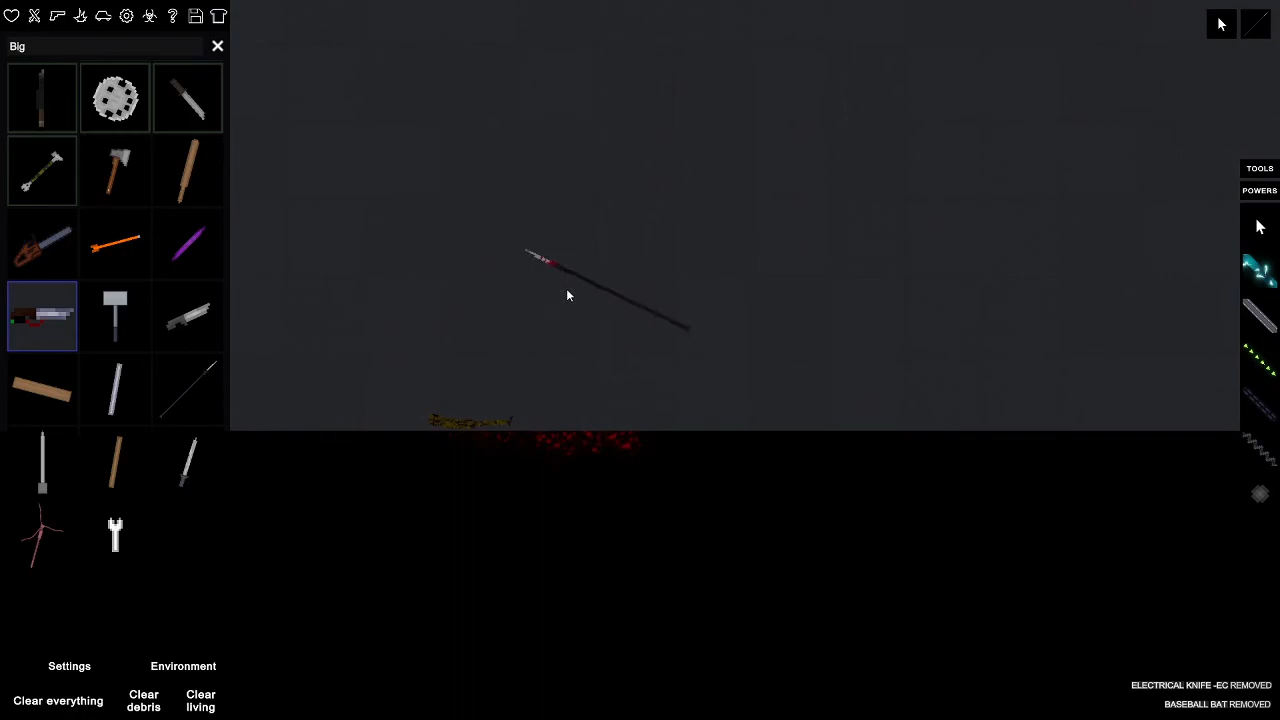 Big
TOOLS
POWERS
Settings
Environment
Clear everything
Clear debris
Clear living
ELECTRICAL KNIFE -EC REMOVED
BASEBALL BAT REMOVED